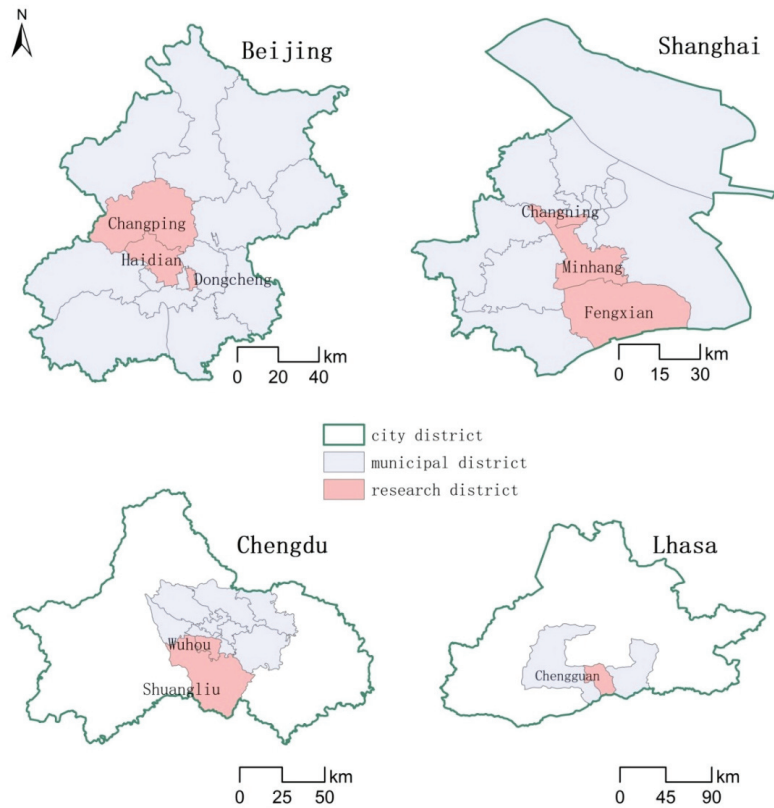 N
Beijing
Changping
Haidian
Dongcheng
km
0 20 40
Shanghai
Changning
Minhang
Fengxian
km
0 15 30
city district
municipal district
research district
Chengdu
Wuhou
Shuangliu
km
0 25 50
Lhasa
Chengguan
km
0 45 90